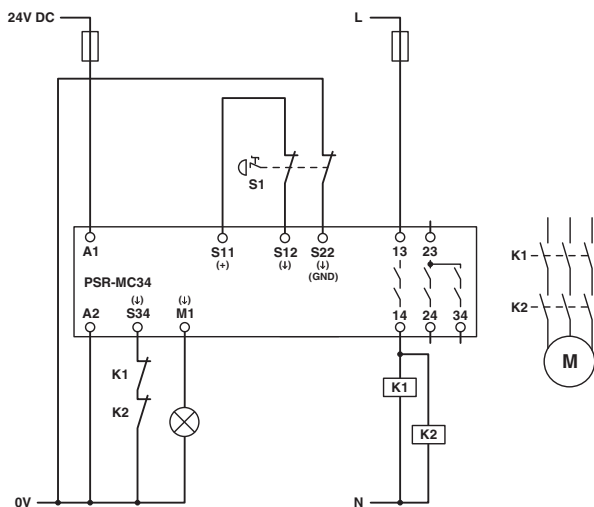 24V DC
L
S1
A1
S11
(+)
S12
(↓)
S22
(↓)
(GND)
13
23
PSR-MC34
A2
(↓)
S34
(↓)
M1
14
24
34
K1
K2
K1
K2
K1
K2
M
0V
N